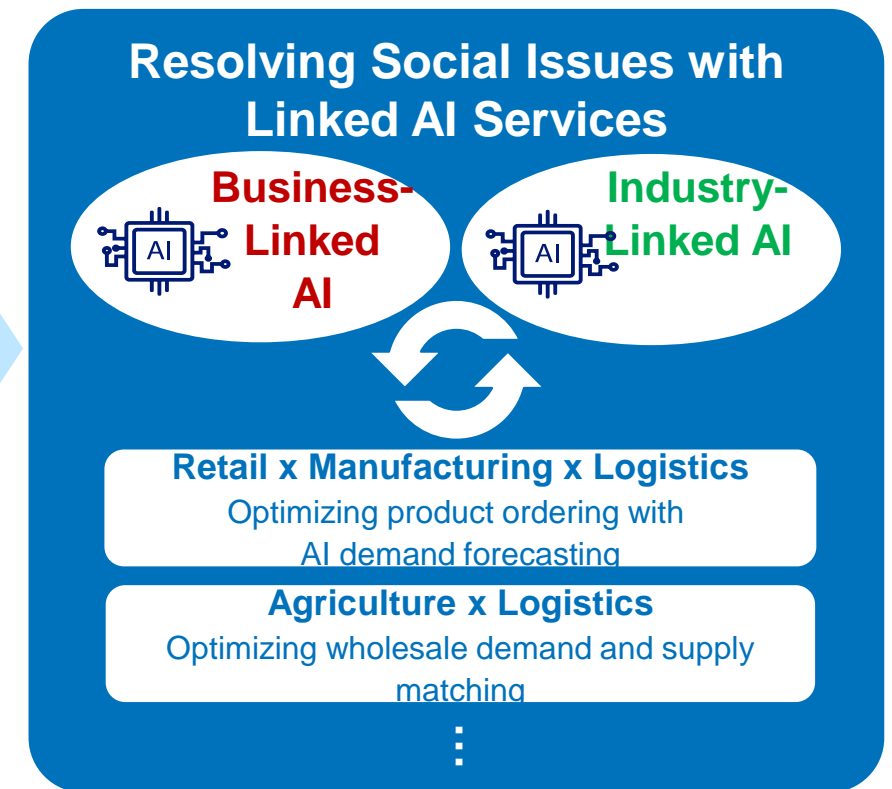 Resolving Social Issues with
Linked AI Services
Business-
Linked
AI
AI
Industry-
Linked AI
AI
Retail x Manufacturing x Logistics
Optimizing product ordering with
AI demand forecasting
Agriculture x Logistics
Optimizing wholesale demand and supply
matching
⋮